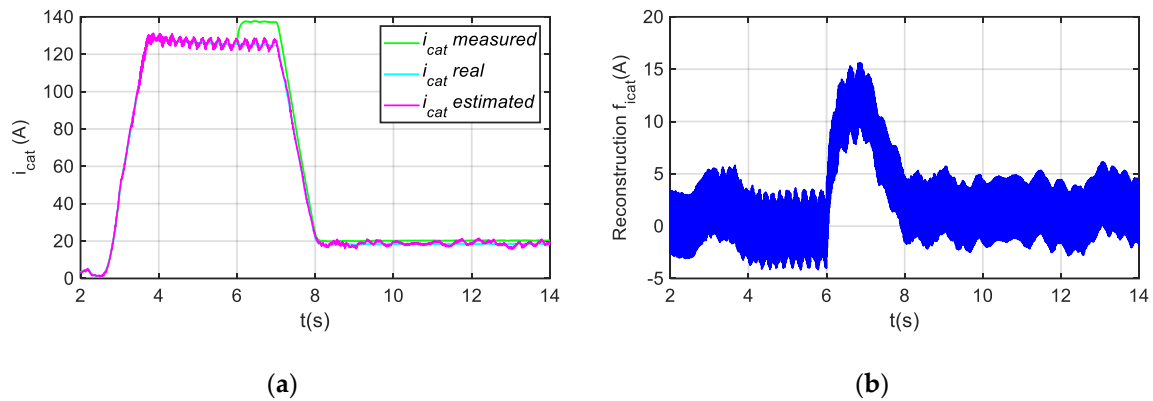 140
120
100
80
60
40
20
0
i_cat (A)
i_cat measured
i_cat real
i_cat estimated
2 4 6 8 10 12 14
t(s)
(a)
20
15
10
5
0
-5
Reconstruction f_icat(A)
2 4 6 8 10 12 14
t(s)
(b)